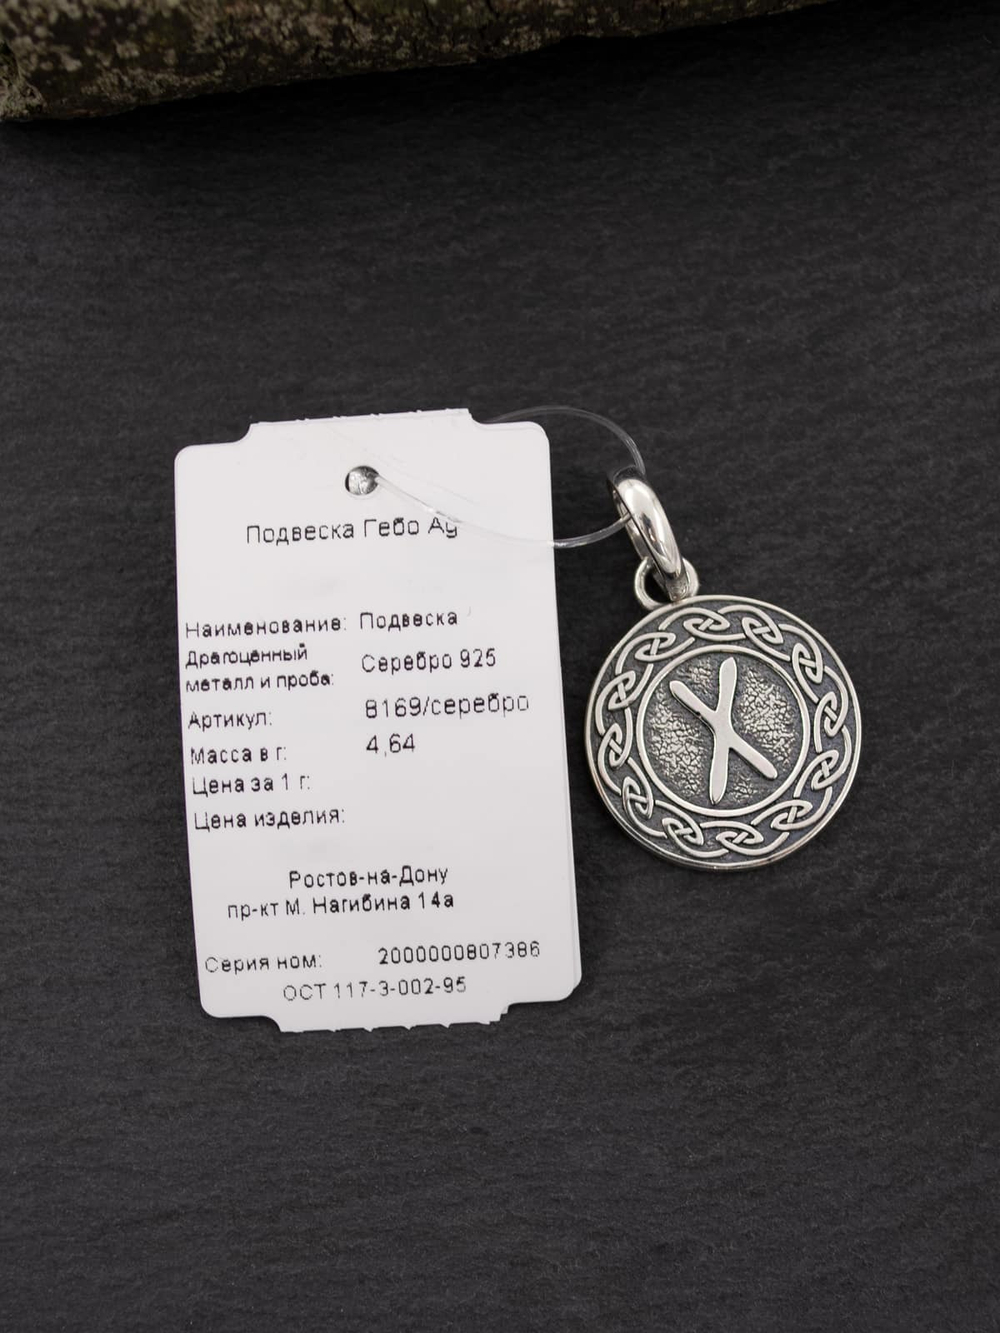 Подвеска Гебо Ag
Наименование: Подвеска
Драгоценный
металл и проба: Серебро 925
Артикул: 8169/серебро
Масса в г: 4,64
Цена за 1 г:
Цена изделия:
Ростов-на-Дону
пр-кт М. Нагибина 14а
Серия ном: 2000000807386
ОСТ 117-3-002-95